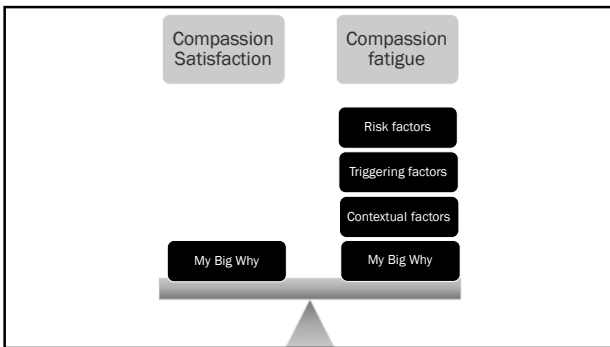 Compassion
Satisfaction
Compassion
fatigue
Risk factors
Triggering factors
Contextual factors
My Big Why
My Big Why